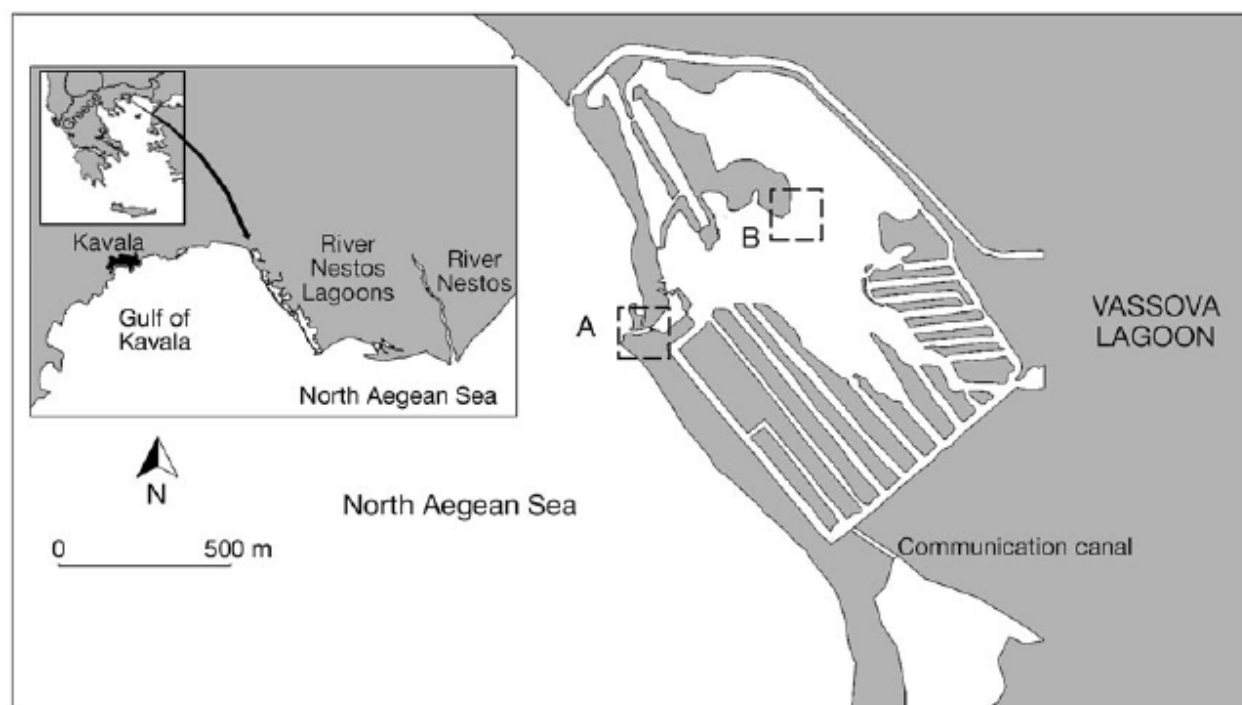 Greece
Kavala
River
Nestos
Lagoons
River
Nestos
Gulf of
Kavala
North Aegean Sea
N
0 500 m
North Aegean Sea
A
B
VASSOVA
LAGOON
Communication canal